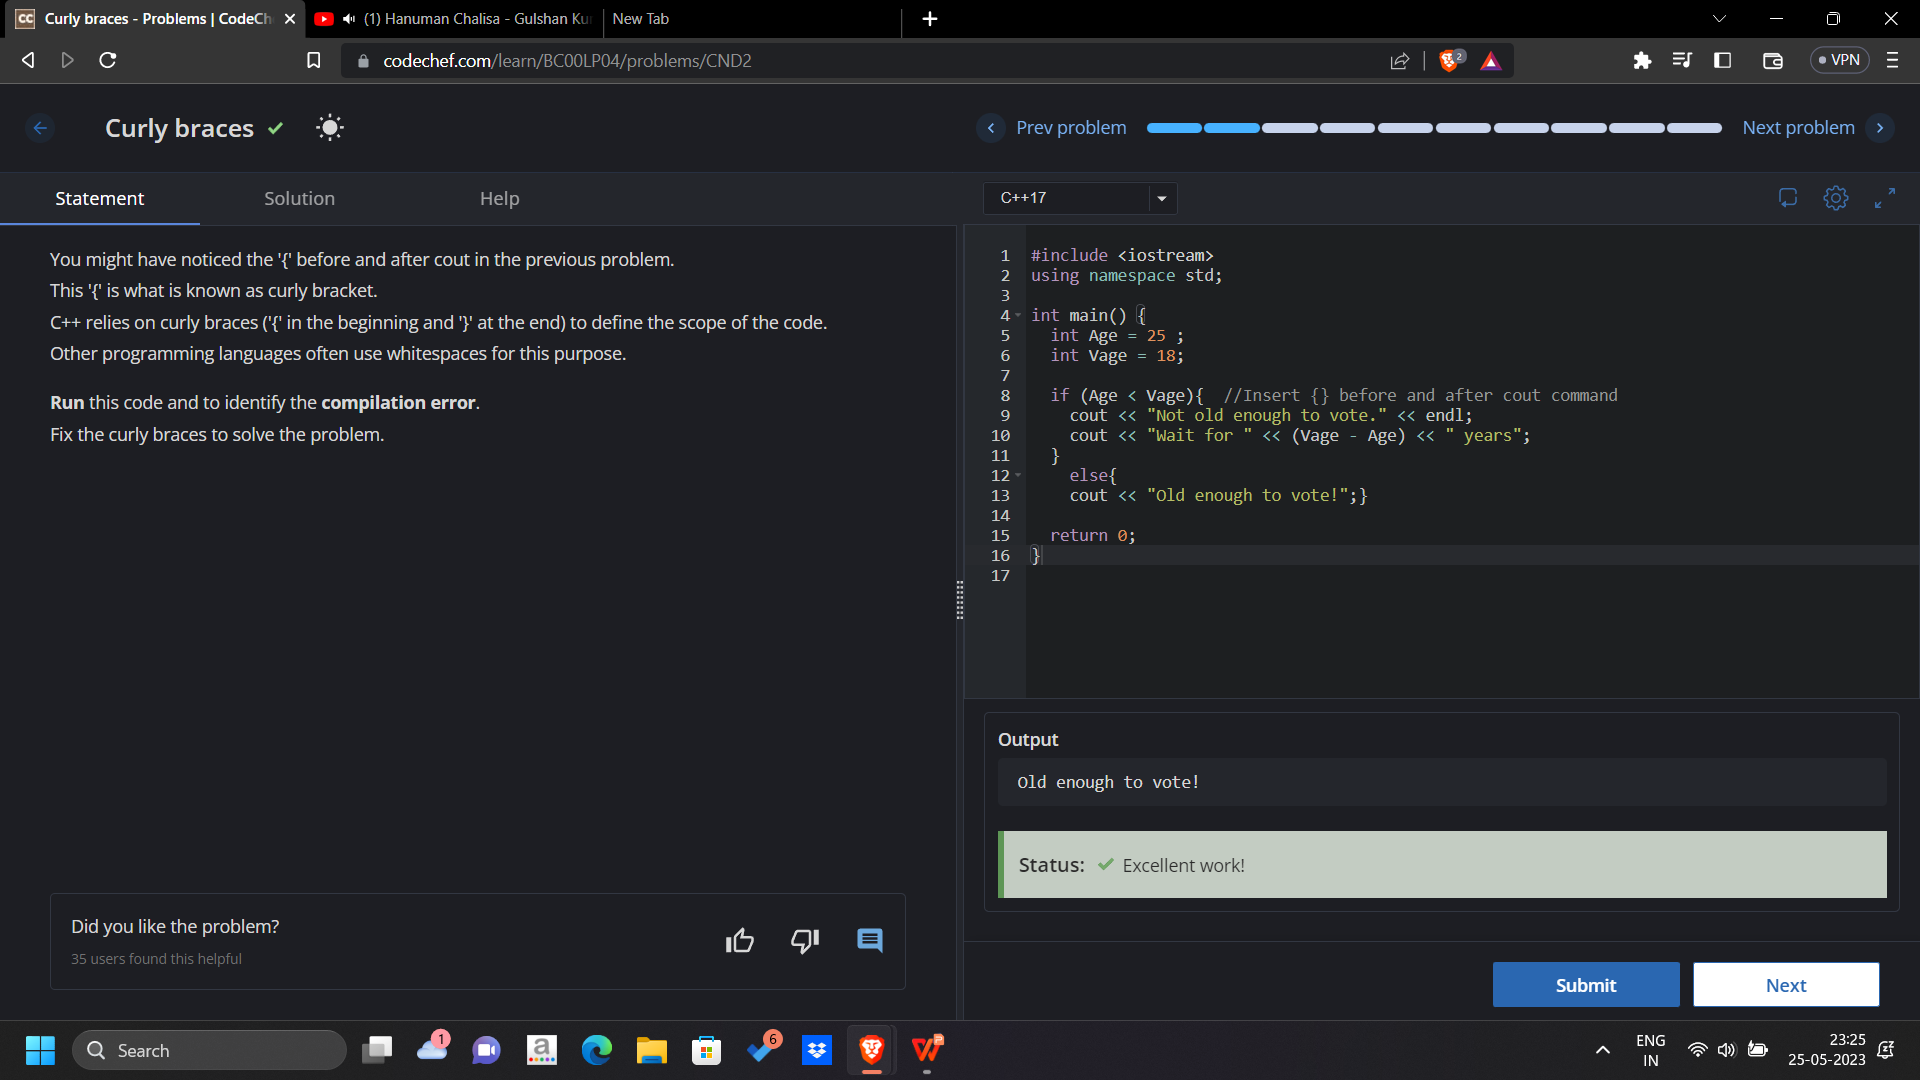 CC Curly braces - Problems | CodeCh
(1) Hanuman Chalisa - Gulshan Ku
New Tab
codechef.com/learn/BC00LP04/problems/CND2
2
VPN
Curly braces
Prev problem
Next problem
Statement
Solution
Help
C++17
You might have noticed the '{' before and after cout in the previous problem.
This '{' is what is known as curly bracket.
C++ relies on curly braces ('{' in the beginning and '}' at the end) to define the scope of the code.
Other programming languages often use whitespaces for this purpose.
Run this code and to identify the compilation error.
Fix the curly braces to solve the problem.
1 #include <iostream>
2 using namespace std;
3
4 int main() {
5 int Age = 25 ;
6 int Vage = 18;
7
8 if (Age < Vage){ //Insert {} before and after cout command
9 cout << "Not old enough to vote." << endl;
10 cout << "Wait for " << (Vage - Age) << " years";
11 }
12 else{
13 cout << "Old enough to vote!";}
14
15 return 0;
16 }
17
Output
Old enough to vote!
Status: Excellent work!
Did you like the problem?
35 users found this helpful
Submit
Next
Search
1
a
6
P
ENG
IN
23:25
25-05-2023